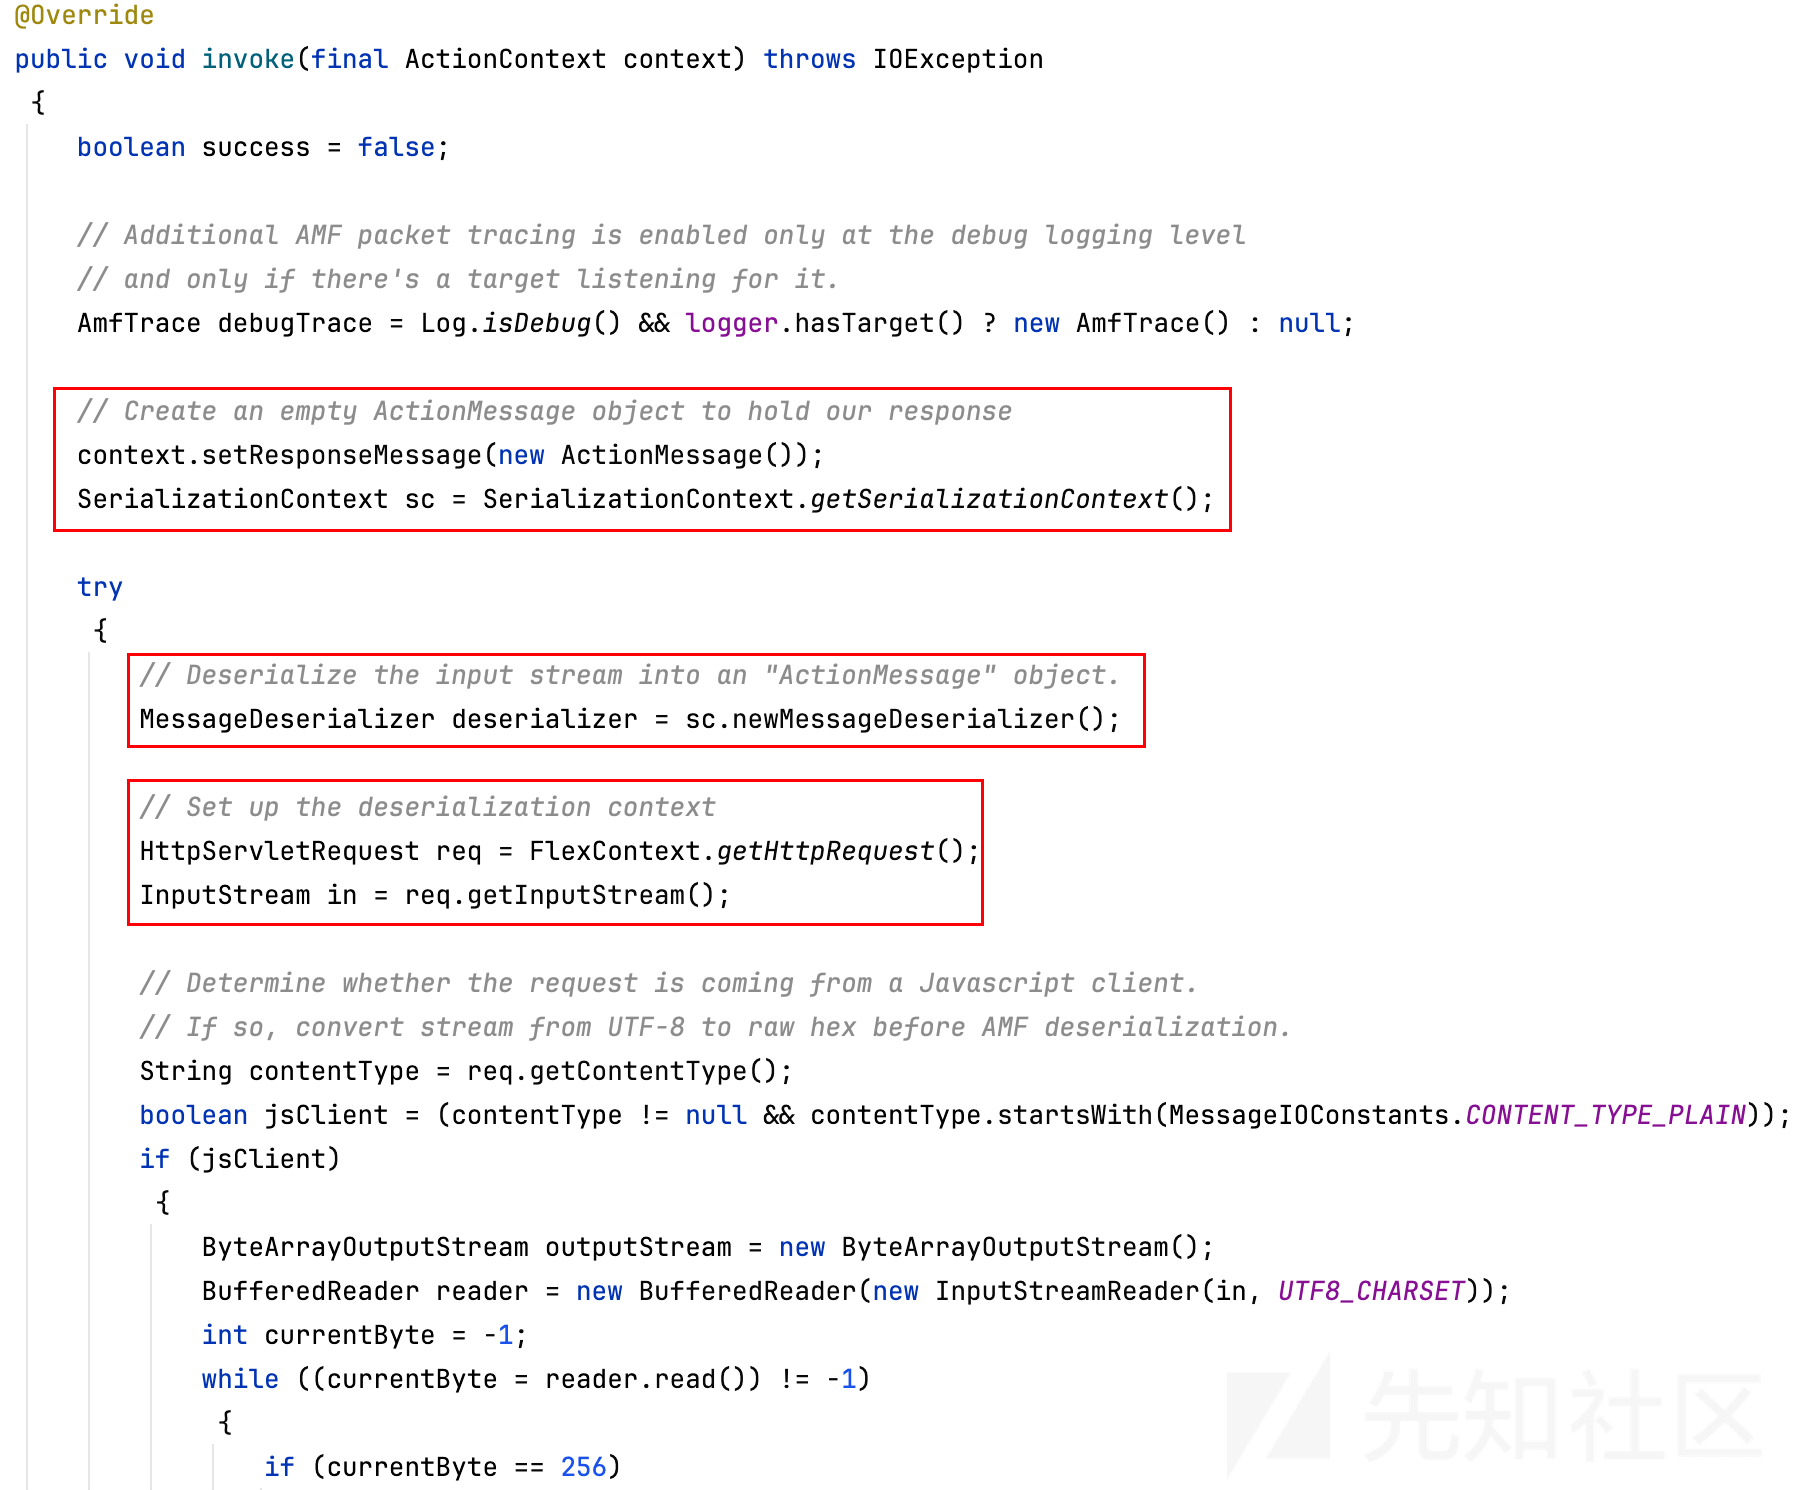 @Override
public void invoke(final ActionContext context) throws IOException
{
boolean success = false;
// Additional AMF packet tracing is enabled only at the debug logging level
// and only if there's a target listening for it.
AmfTrace debugTrace = Log.isDebug() && logger.hasTarget() ? new AmfTrace() : null;
// Create an empty ActionMessage object to hold our response
context.setResponseMessage(new ActionMessage());
SerializationContext sc = SerializationContext.getSerializationContext();
try
{
// Deserialize the input stream into an "ActionMessage" object.
MessageDeserializer deserializer = sc.newMessageDeserializer();
// Set up the deserialization context
HttpServletRequest req = FlexContext.getHttpRequest();
InputStream in = req.getInputStream();
// Determine whether the request is coming from a Javascript client.
// If so, convert stream from UTF-8 to raw hex before AMF deserialization.
String contentType = req.getContentType();
boolean jsClient = (contentType != null && contentType.startsWith(MessageIOConstants.CONTENT_TYPE_PLAIN));
if (jsClient)
{
ByteArrayOutputStream outputStream = new ByteArrayOutputStream();
BufferedReader reader = new BufferedReader(new InputStreamReader(in, UTF8_CHARSET));
int currentByte = -1;
while ((currentByte = reader.read()) != -1)
{
if (currentByte == 256)
先知社区